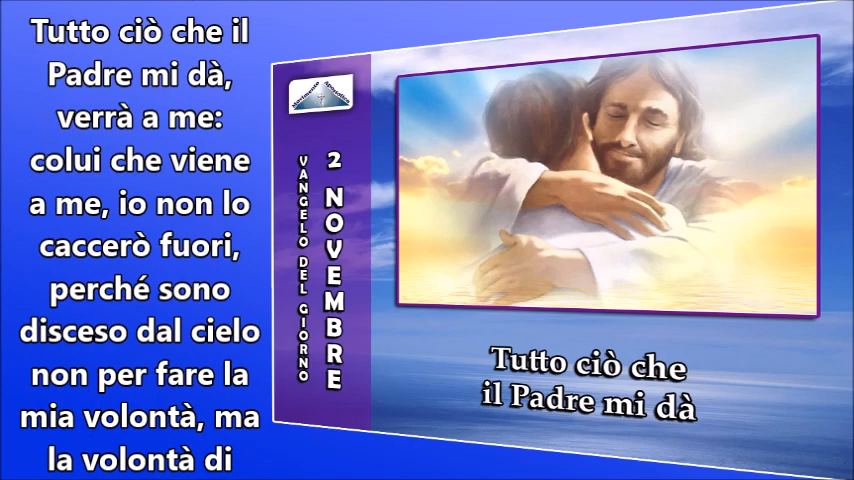 Tutto ciò che il
Padre mi dà,
verrà a me:
colui che viene
a me, io non lo
caccerò fuori,
perché sono
disceso dal cielo
non per fare la
mia volontà, ma
la volontà di
Movimento Apostolico
VANGELO DEL GIORNO
2 NOVEMBRE
Tutto ciò che
il Padre mi dà